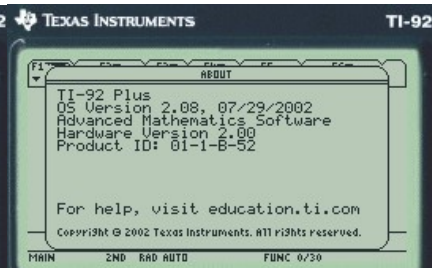 TEXAS INSTRUMENTS TI-92
ABOUT
TI-92 Plus
OS Version 2.08, 07/29/2002
Advanced Mathematics Software
Hardware Version 2.00
Product ID: 01-1-B-52
For help, visit education.ti.com
Copyright © 2002 Texas Instruments. All rights reserved.
MAIN 2ND RAD AUTO FUNC 0/30